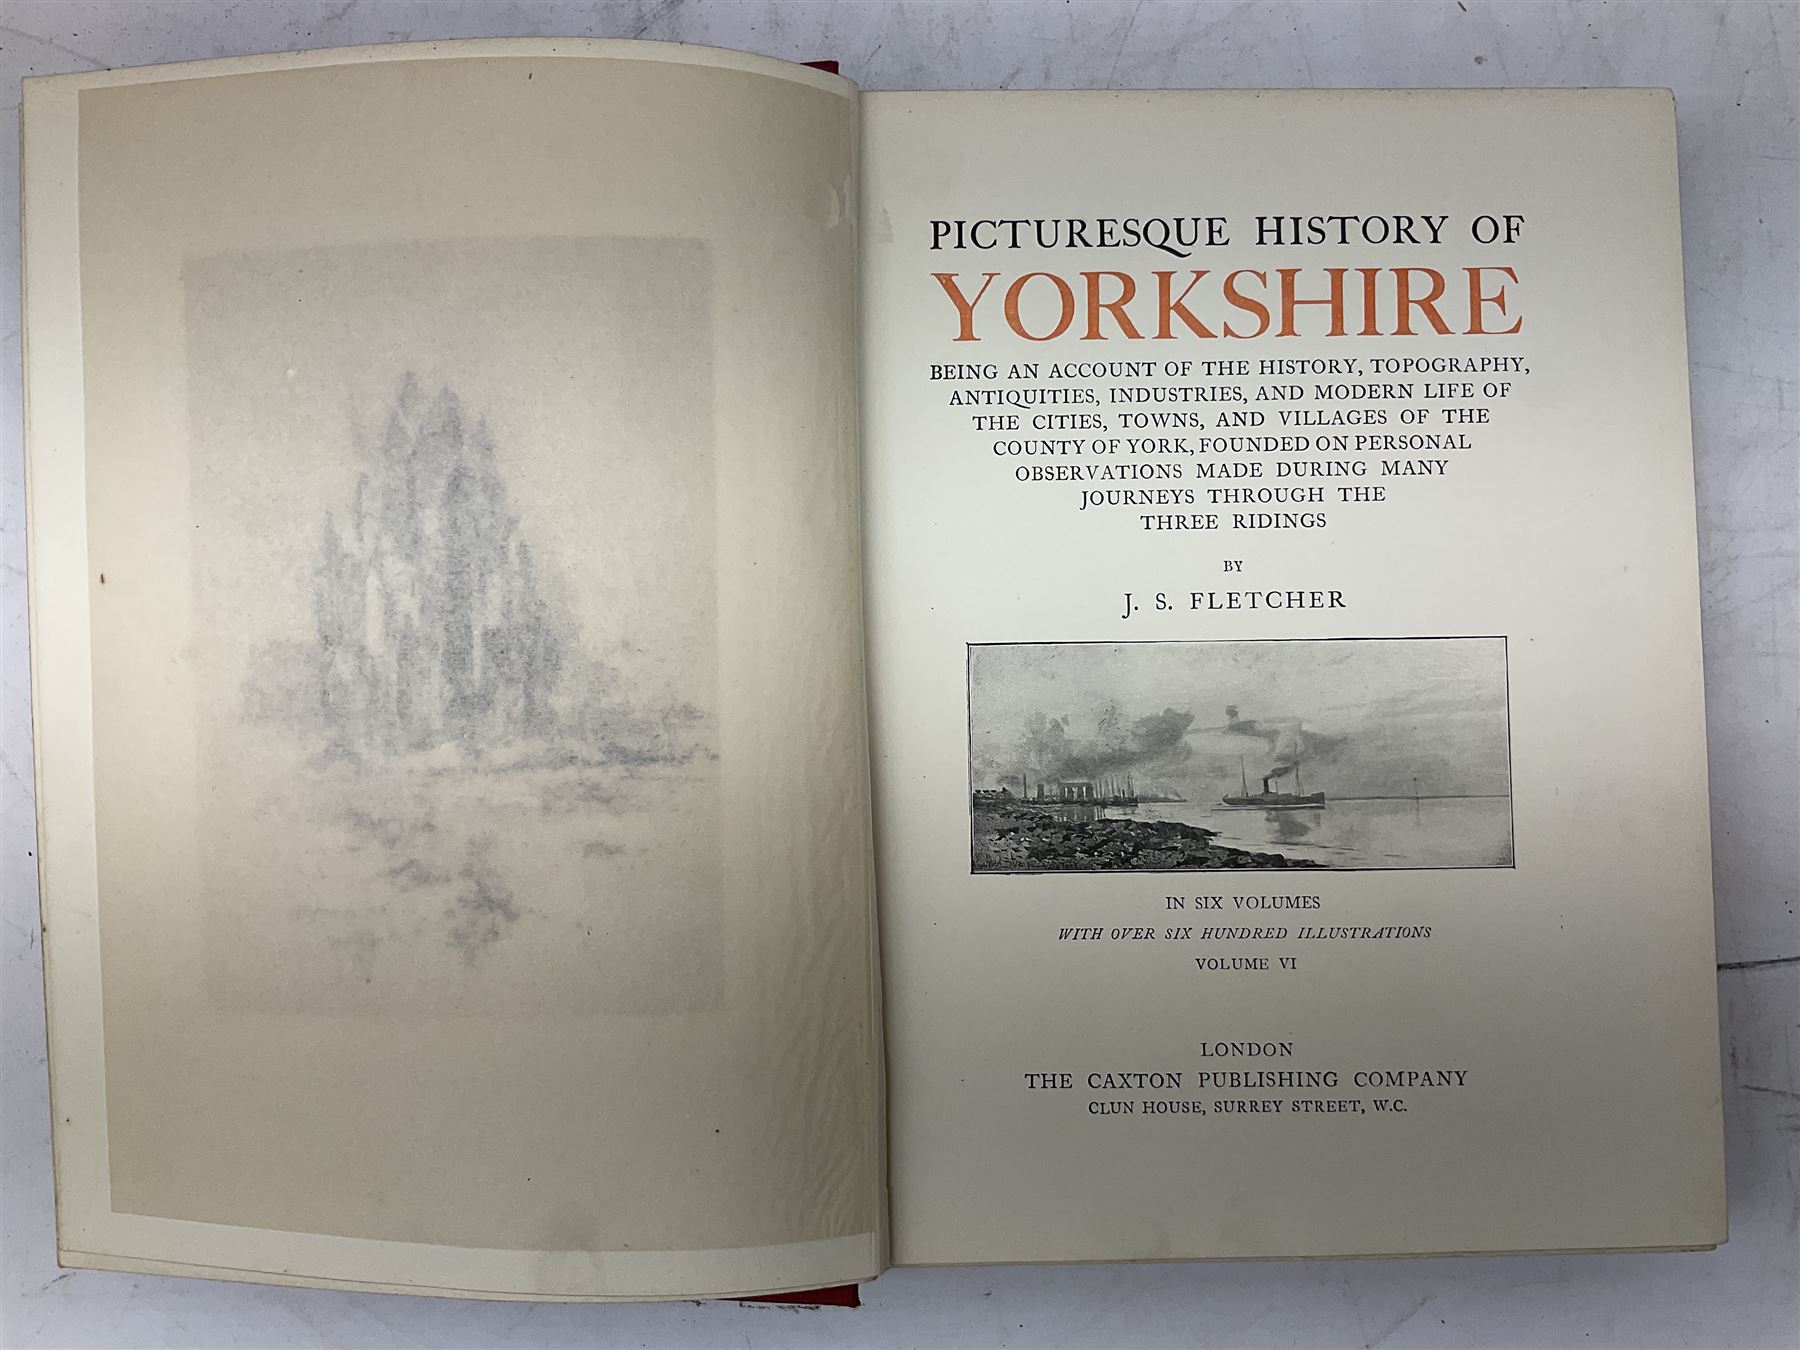 PICTURESQUE HISTORY OF
YORKSHIRE
BEING AN ACCOUNT OF THE HISTORY, TOPOGRAPHY,
ANTIQUITIES, INDUSTRIES, AND MODERN LIFE OF
THE CITIES, TOWNS, AND VILLAGES OF THE
COUNTY OF YORK, FOUNDED ON PERSONAL
OBSERVATIONS MADE DURING MANY
JOURNEYS THROUGH THE
THREE RIDINGS
BY
J. S. FLETCHER
IN SIX VOLUMES
WITH OVER SIX HUNDRED ILLUSTRATIONS
VOLUME VI
LONDON
THE CAXTON PUBLISHING COMPANY
CLUN HOUSE, SURREY STREET, W.C.